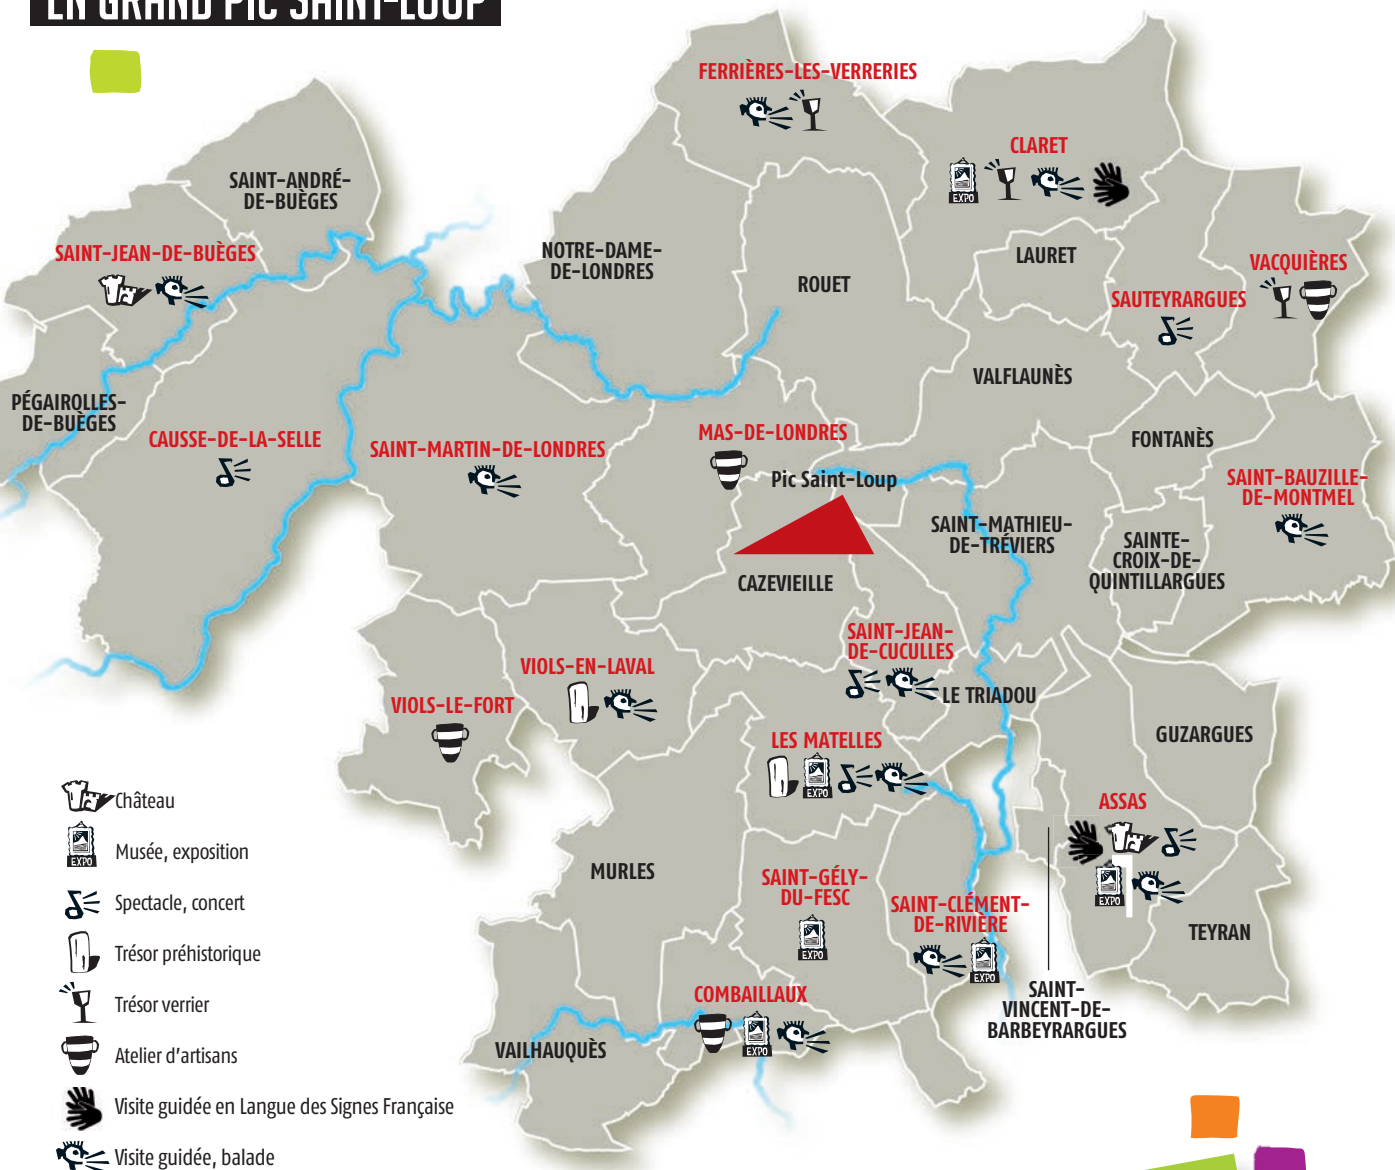 EN GRAND PIC SAINT-LOUP
FERRIÈRES-LES-VERRERIES
CLARET
EXPO
SAINT-ANDRÉ-
DE-BUÈGES
SAINT-JEAN-DE-BUÈGES
NOTRE-DAME-
DE-LONDRES
ROUET
LAURET
VACQUIÈRES
SAUTEYRARGUES
VALFLAUNÈS
PÉGAIROLLES-
DE-BUÈGES
CAUSSE-DE-LA-SELLE
SAINT-MARTIN-DE-LONDRES
MAS-DE-LONDRES
Pic Saint-Loup
FONTANÈS
SAINT-BAUZILLE-
DE-MONTMEL
SAINT-MATHIEU-
DE-TRÉVIERS
SAINTE-
CROIX-DE-
QUINTILLARGUES
CAZEVIEILLE
SAINT-JEAN-
DE-CUCULLES
VIOLS-EN-LAVAL
VIOLS-LE-FORT
LE TRIADOU
GUZARGUES
LES MATELLES
EXPO
ASSAS
EXPO
MURLES
SAINT-GÉLY-
DU-FESC
EXPO
SAINT-CLÉMENT-
DE-RIVIÈRE
EXPO
TEYRAN
SAINT-
VINCENT-DE-
BARBEYRARGUES
COMBAILLAUX
EXPO
VAILHAUQUÈS
Château
EXPO
Musée, exposition
Spectacle, concert
Trésor préhistorique
Trésor verrier
Atelier d'artisans
Visite guidée en Langue des Signes Française
Visite guidée, balade